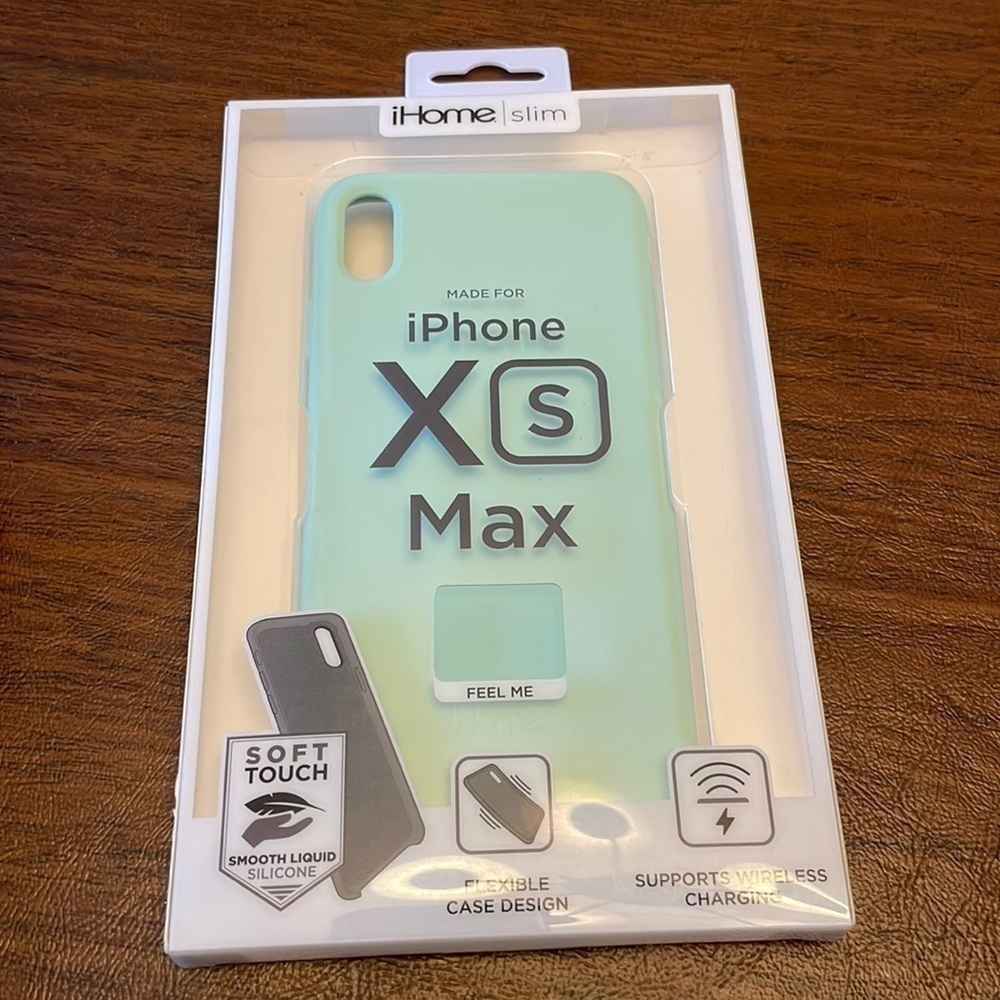 iHome | slim
MADE FOR
iPhone
XS
Max
FEEL ME
iHome
SOFT
TOUCH
SMOOTH LIQUID
SILICONE
FLEXIBLE
CASE DESIGN
SUPPORTS WIRELESS
CHARGING